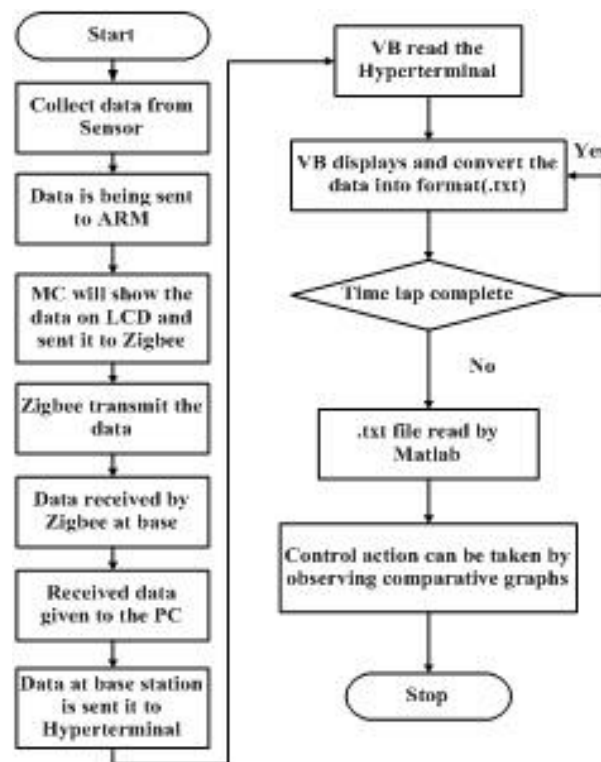 Start
Collect data from
Sensor
Data is being sent
to ARM
MC will show the
data on LCD and
sent it to Zigbee
Zigbee transmit the
data
Data received by
Zigbee at base
Received data
given to the PC
Data at base station
is sent it to
Hyperterminal
VB read the
Hyperterminal
VB displays and convert the
data into format(.txt)
Yes
Time lap complete
No
.txt file read by
Matlab
Control action can be taken by
observing comparative graphs
Stop